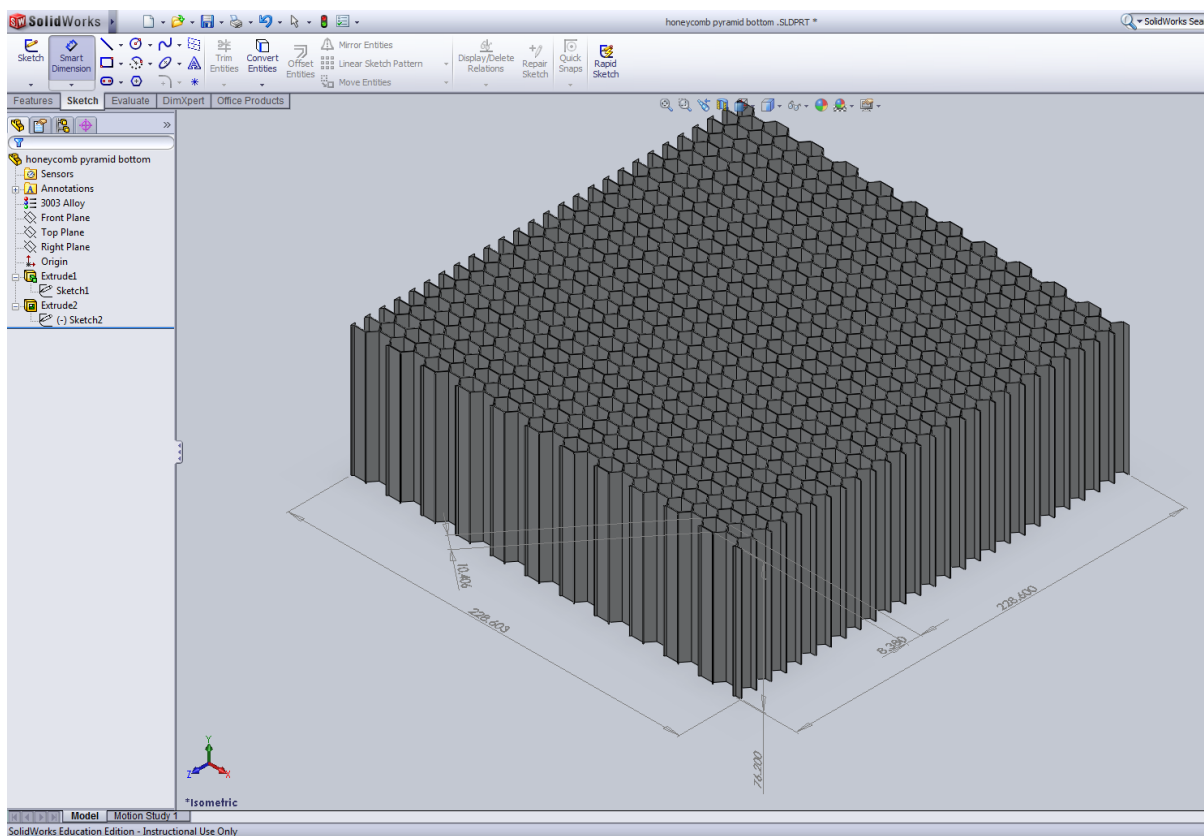 SolidWorks
honeycomb pyramid bottom .SLDPRT *
SolidWorks Sea
Sketch
Smart Dimension
Trim Entities
Convert Entities
Offset Entities
Mirror Entities
Linear Sketch Pattern
Move Entities
Display/Delete Relations
Repair Sketch
Quick Snaps
Rapid Sketch
Features Sketch Evaluate DimXpert Office Products
honeycomb pyramid bottom
Sensors
Annotations
3003 Alloy
Front Plane
Top Plane
Right Plane
Origin
Extrude1
Sketch1
Extrude2
(-) Sketch2
10.406
228.603
8.380
228.600
76.200
Y
Z
X
*Isometric
Model Motion Study 1
SolidWorks Education Edition - Instructional Use Only